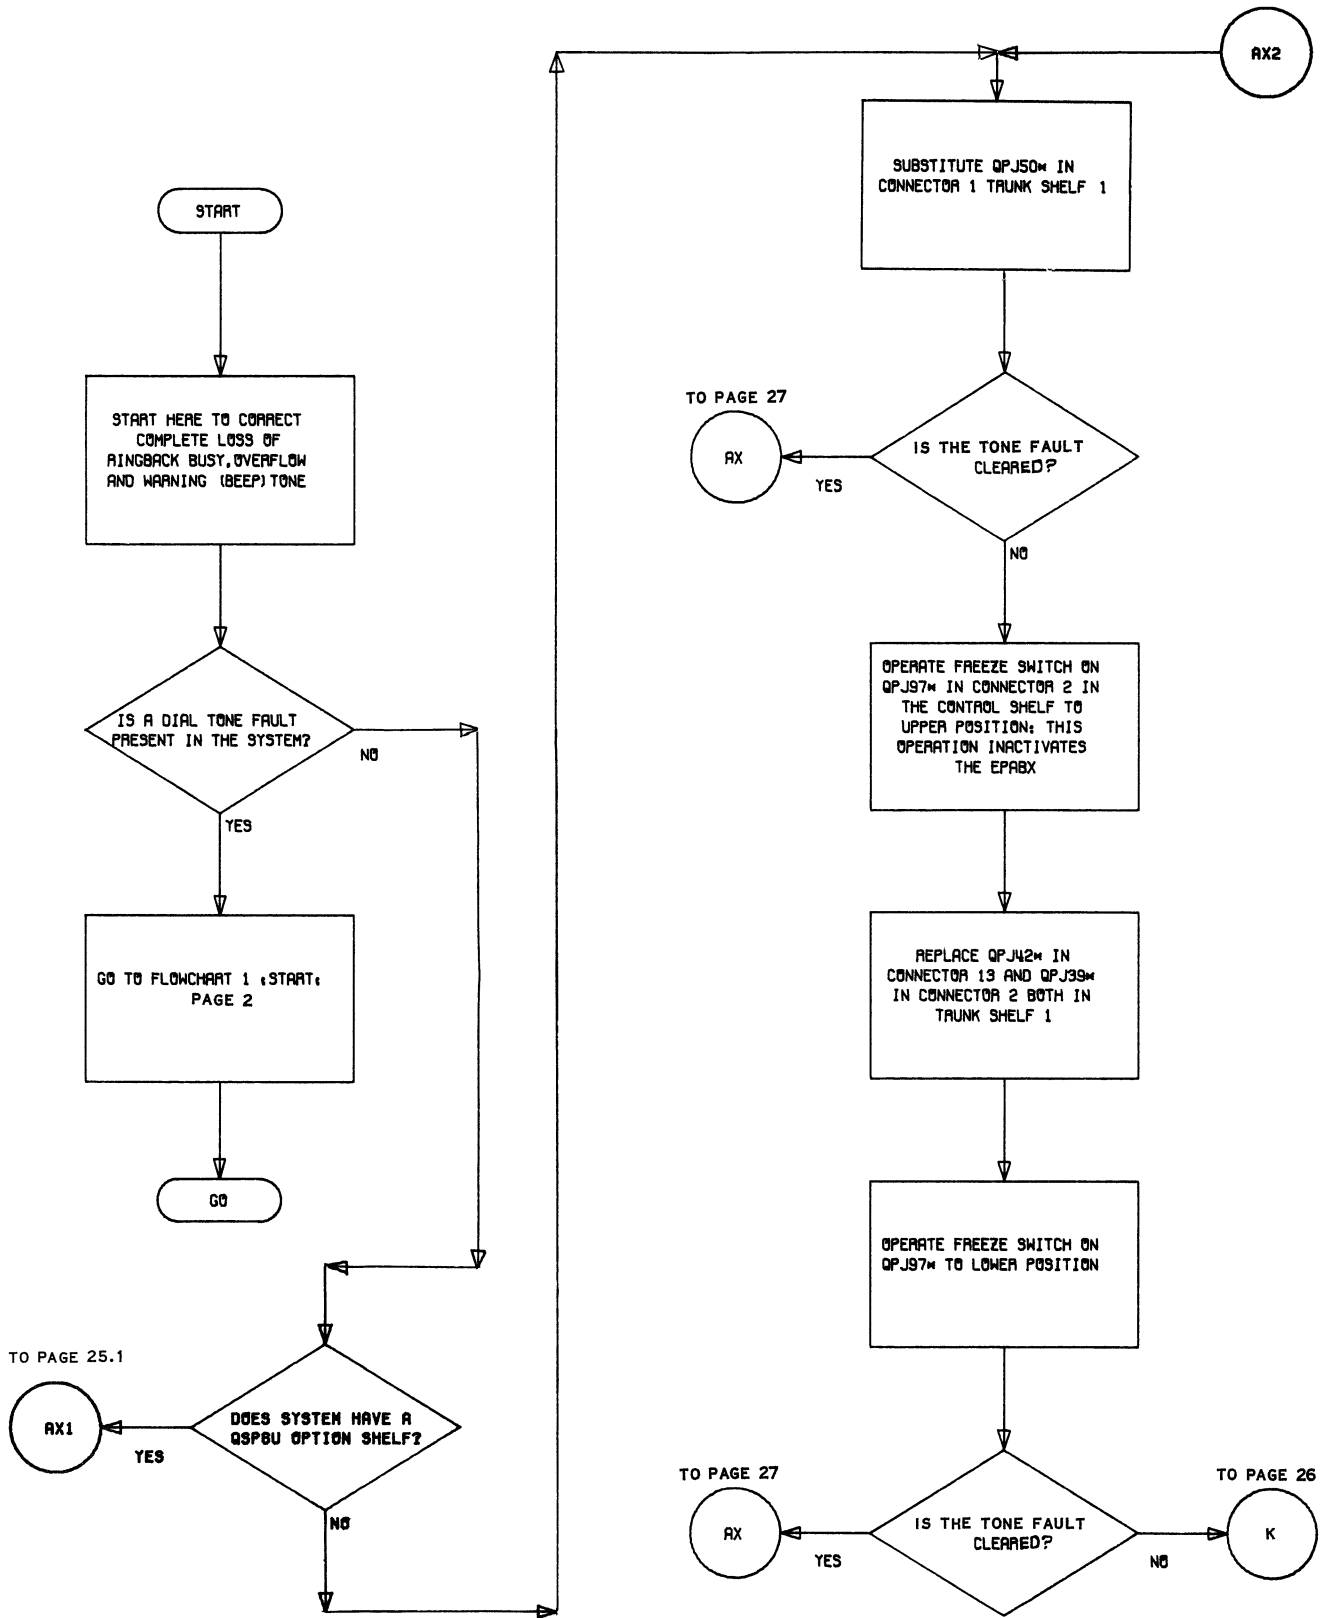 START
START HERE TO CORRECT
COMPLETE LOSS OF
RINGBACK BUSY,OVERFLOW
AND WARNING (BEEP) TONE
IS A DIAL TONE FAULT
PRESENT IN THE SYSTEM?
NO
YES
GO TO FLOWCHART 1 :START:
PAGE 2
GO
TO PAGE 25.1
AX1
YES
DOES SYSTEM HAVE A
QSP8U OPTION SHELF?
NO
AX2
SUBSTITUTE QPJ50* IN
CONNECTOR 1 TRUNK SHELF 1
TO PAGE 27
AX
YES
IS THE TONE FAULT
CLEARED?
NO
OPERATE FREEZE SWITCH ON
QPJ97* IN CONNECTOR 2 IN
THE CONTROL SHELF TO
UPPER POSITION: THIS
OPERATION INACTIVATES
THE EPABX
REPLACE QPJ42* IN
CONNECTOR 13 AND QPJ39*
IN CONNECTOR 2 BOTH IN
TRUNK SHELF 1
OPERATE FREEZE SWITCH ON
QPJ97* TO LOWER POSITION
TO PAGE 27
AX
YES
IS THE TONE FAULT
CLEARED?
NO
TO PAGE 26
K